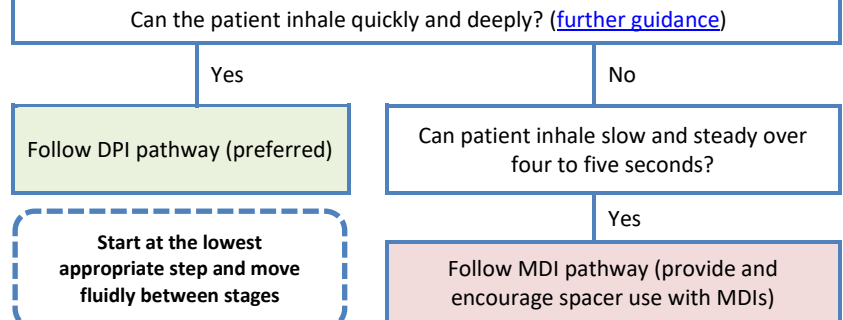 Can the patient inhale quickly and deeply? (further guidance)
Yes
No
Follow DPI pathway (preferred)
Can patient inhale slow and steady over
four to five seconds?
Yes
Start at the lowest
appropriate step and move
fluidly between stages
Follow MDI pathway (provide and
encourage spacer use with MDIs)